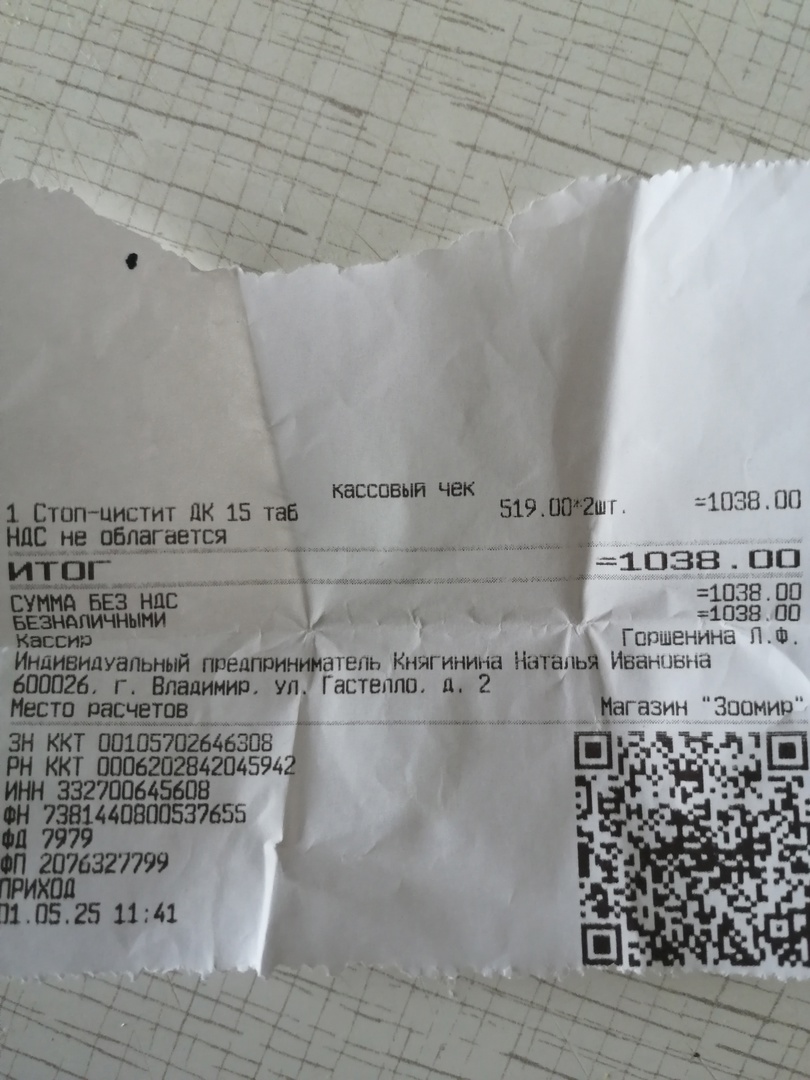 кассовый чек
1 Стоп-цистит ДК 15 таб 519.00*2шт. =1038.00
НДС не облагается
ИТОГ =1038.00
СУММА БЕЗ НДС =1038.00
БЕЗНАЛИЧНЫМИ =1038.00
Кассир Горшенина Л.Ф.
Индивидуальный предприниматель Княгинина Наталья Ивановна
600026, г. Владимир, ул. Гастелло, д. 2
Место расчетов Магазин "Зоомир"
ЗН ККТ 00105702646308
РН ККТ 0006202842045942
ИНН 332700645608
ФН 7381440800537655
ФД 7979
ФП 2076327799
ПРИХОД
01.05.25 11:41